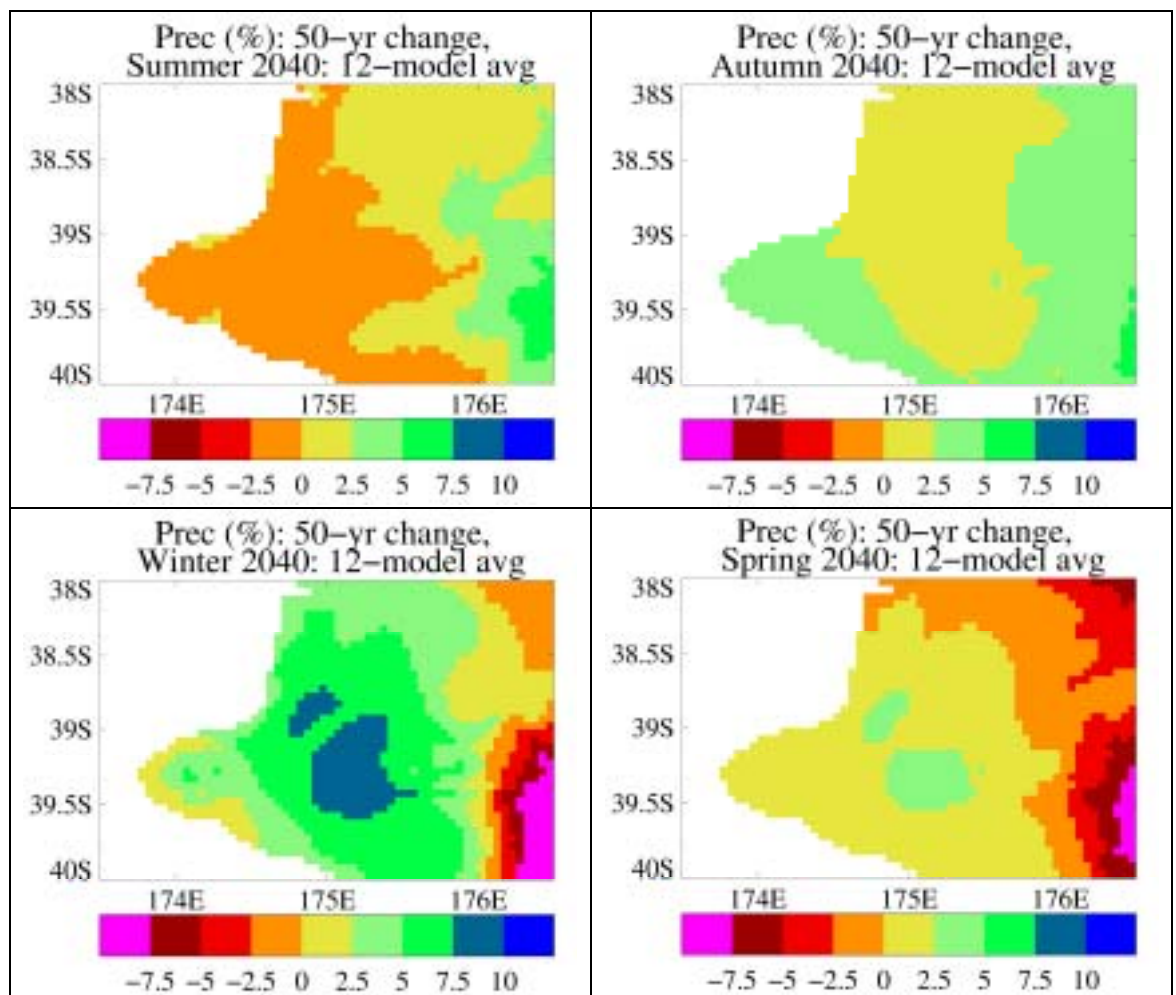 Prec (%): 50−yr change,
Summer 2040: 12−model avg
38S
38.5S
39S
39.5S
40S
174E 175E 176E
−7.5 −5 −2.5 0 2.5 5 7.5 10
Prec (%): 50−yr change,
Autumn 2040: 12−model avg
38S
38.5S
39S
39.5S
40S
174E 175E 176E
−7.5 −5 −2.5 0 2.5 5 7.5 10
Prec (%): 50−yr change,
Winter 2040: 12−model avg
38S
38.5S
39S
39.5S
40S
174E 175E 176E
−7.5 −5 −2.5 0 2.5 5 7.5 10
Prec (%): 50−yr change,
Spring 2040: 12−model avg
38S
38.5S
39S
39.5S
40S
174E 175E 176E
−7.5 −5 −2.5 0 2.5 5 7.5 10